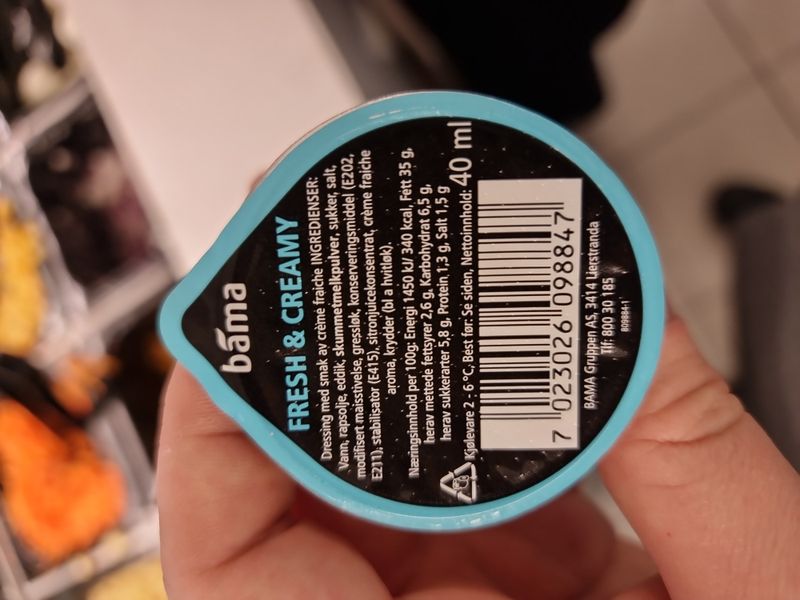 bama
FRESH & CREAMY
Dressing med smak av crème fraiche INGREDIENSER:
Vann, rapsolje, eddik, skummetmelkpulver, sukker, salt,
modifisert maisstivelse, gressløk, konserveringsmiddel (E202,
E211), stabilisator (E415), sitronjuicekonsentrat, crème fraiche
aroma, krydder, (bl a hvitløk).
Næringsinnhold per 100g: Energi 1450 kJ/ 340 kcal, Fett 35 g,
herav mettede fettsyrer 2,6 g, Karbohydrat 6,5 g,
herav sukkerarter 5,8 g, Protein 1,3 g, Salt 1,5 g
Kjølevare 2 - 6 °C, Best før: Se siden, Nettoinnhold: 40 ml
7 023026 098847
BAMA Gruppen AS, 3414 Lierstranda
Tlf: 800 30 185
809884-1